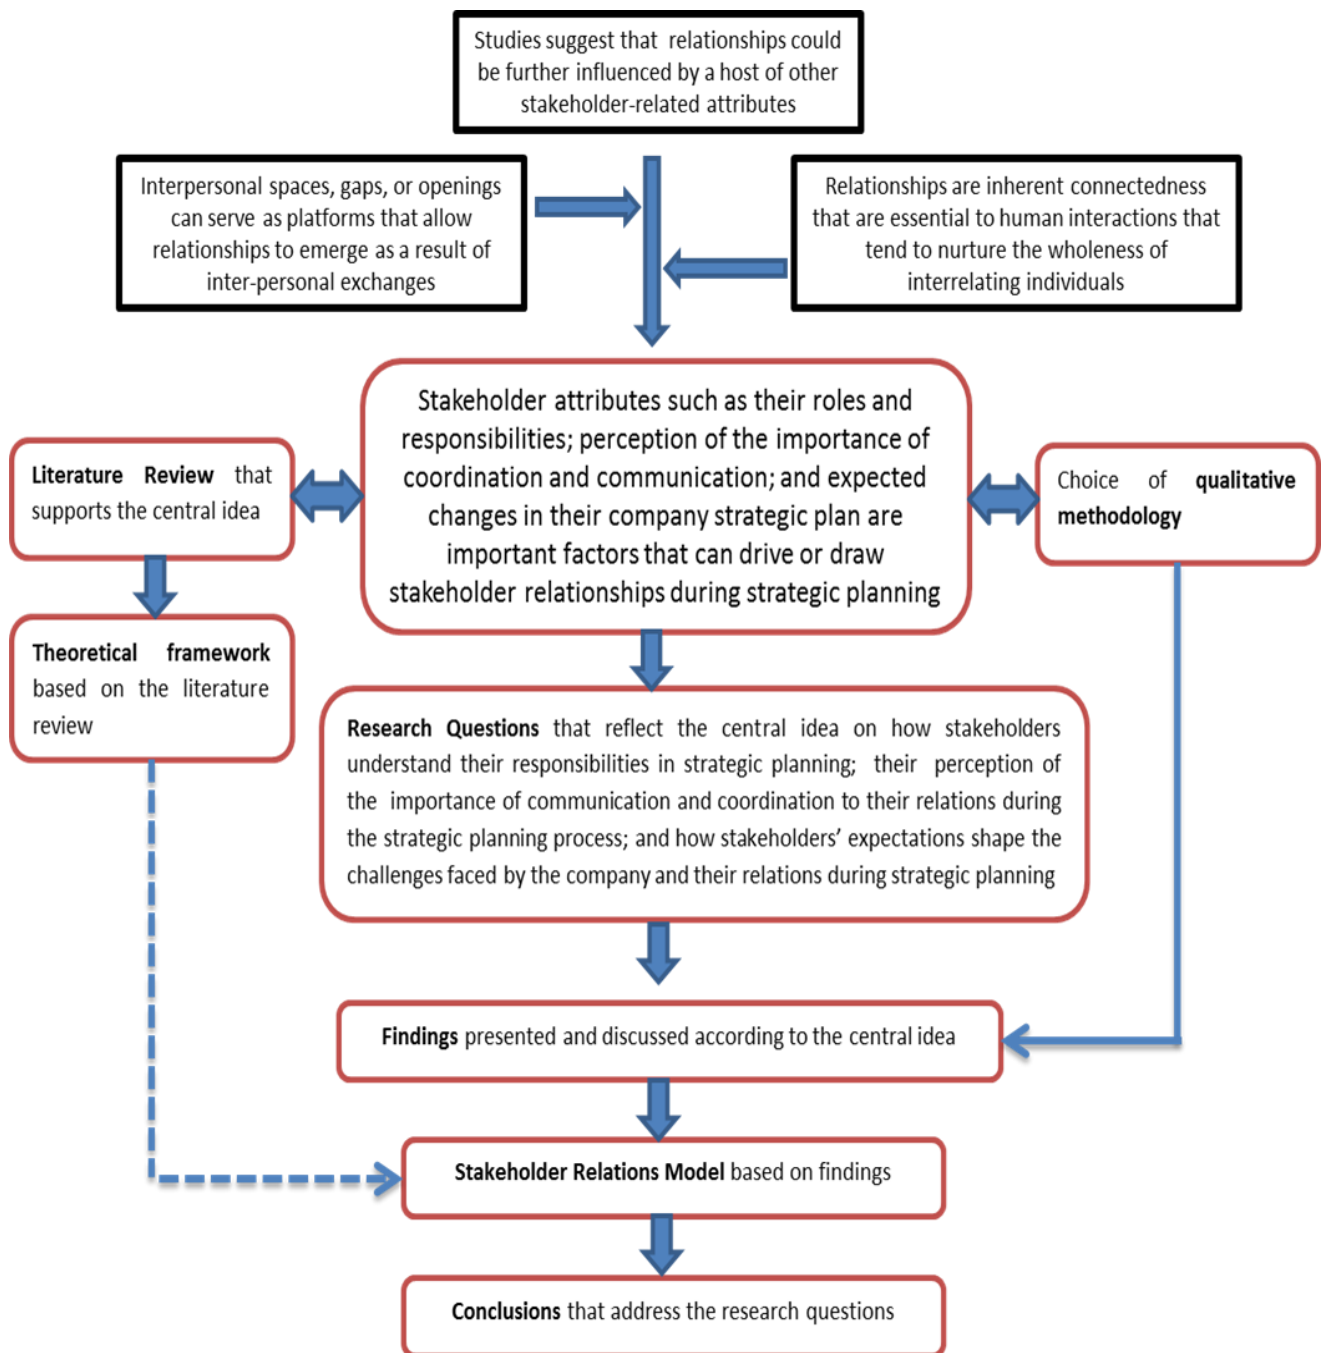 Studies suggest that relationships could
be further influenced by a host of other
stakeholder-related attributes
Interpersonal spaces, gaps, or openings
can serve as platforms that allow
relationships to emerge as a result of
inter-personal exchanges
Relationships are inherent connectedness
that are essential to human interactions that
tend to nurture the wholeness of
interrelating individuals
Stakeholder attributes such as their roles and
responsibilities; perception of the importance of
coordination and communication; and expected
changes in their company strategic plan are
important factors that can drive or draw
stakeholder relationships during strategic planning
Literature Review that
supports the central idea
Choice of qualitative
methodology
Theoretical framework
based on the literature
review
Research Questions that reflect the central idea on how stakeholders
understand their responsibilities in strategic planning; their perception of
the importance of communication and coordination to their relations during
the strategic planning process; and how stakeholders’ expectations shape the
challenges faced by the company and their relations during strategic planning
Findings presented and discussed according to the central idea
Stakeholder Relations Model based on findings
Conclusions that address the research questions